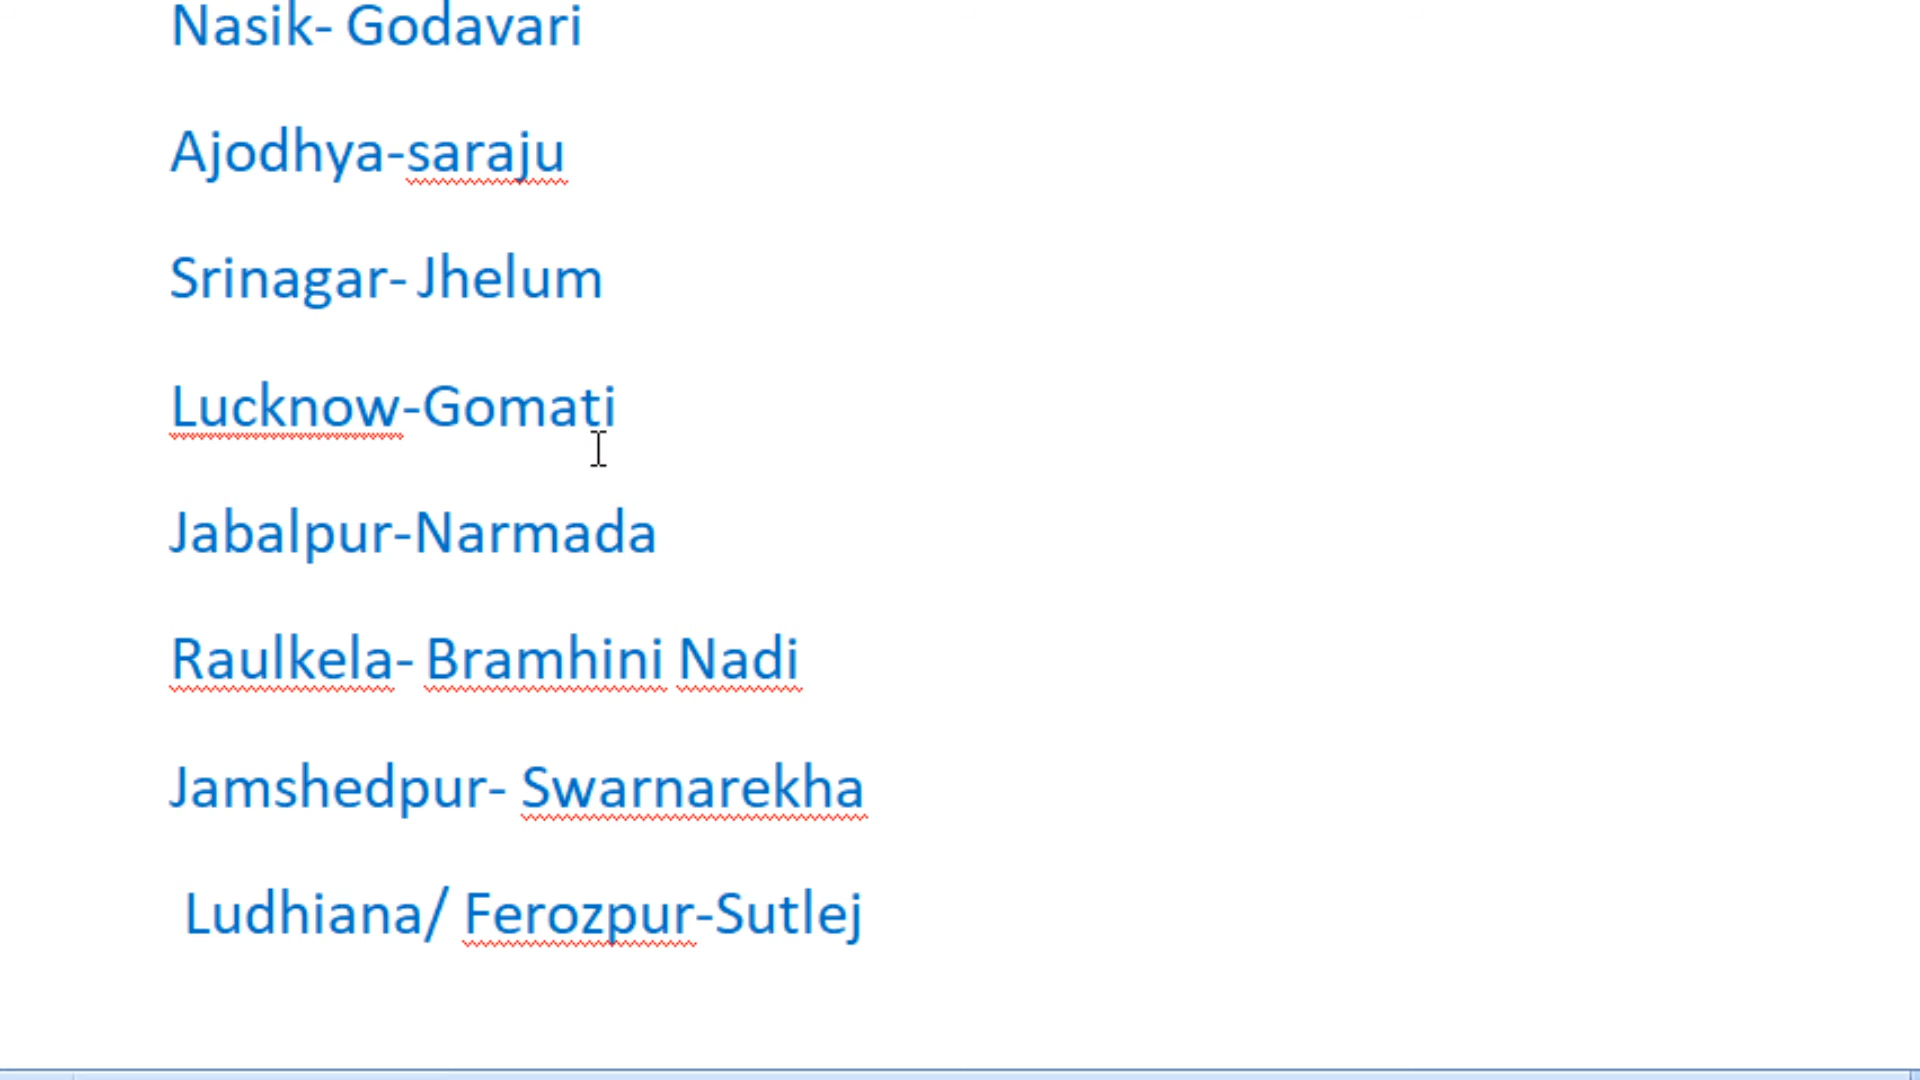 Nasik- Godavari
Ajodhya-saraju
Srinagar- Jhelum
Lucknow-Gomati
Jabalpur-Narmada
Raulkela- Bramhini Nadi
Jamshedpur- Swarnarekha
Ludhiana/ Ferozpur-Sutlej